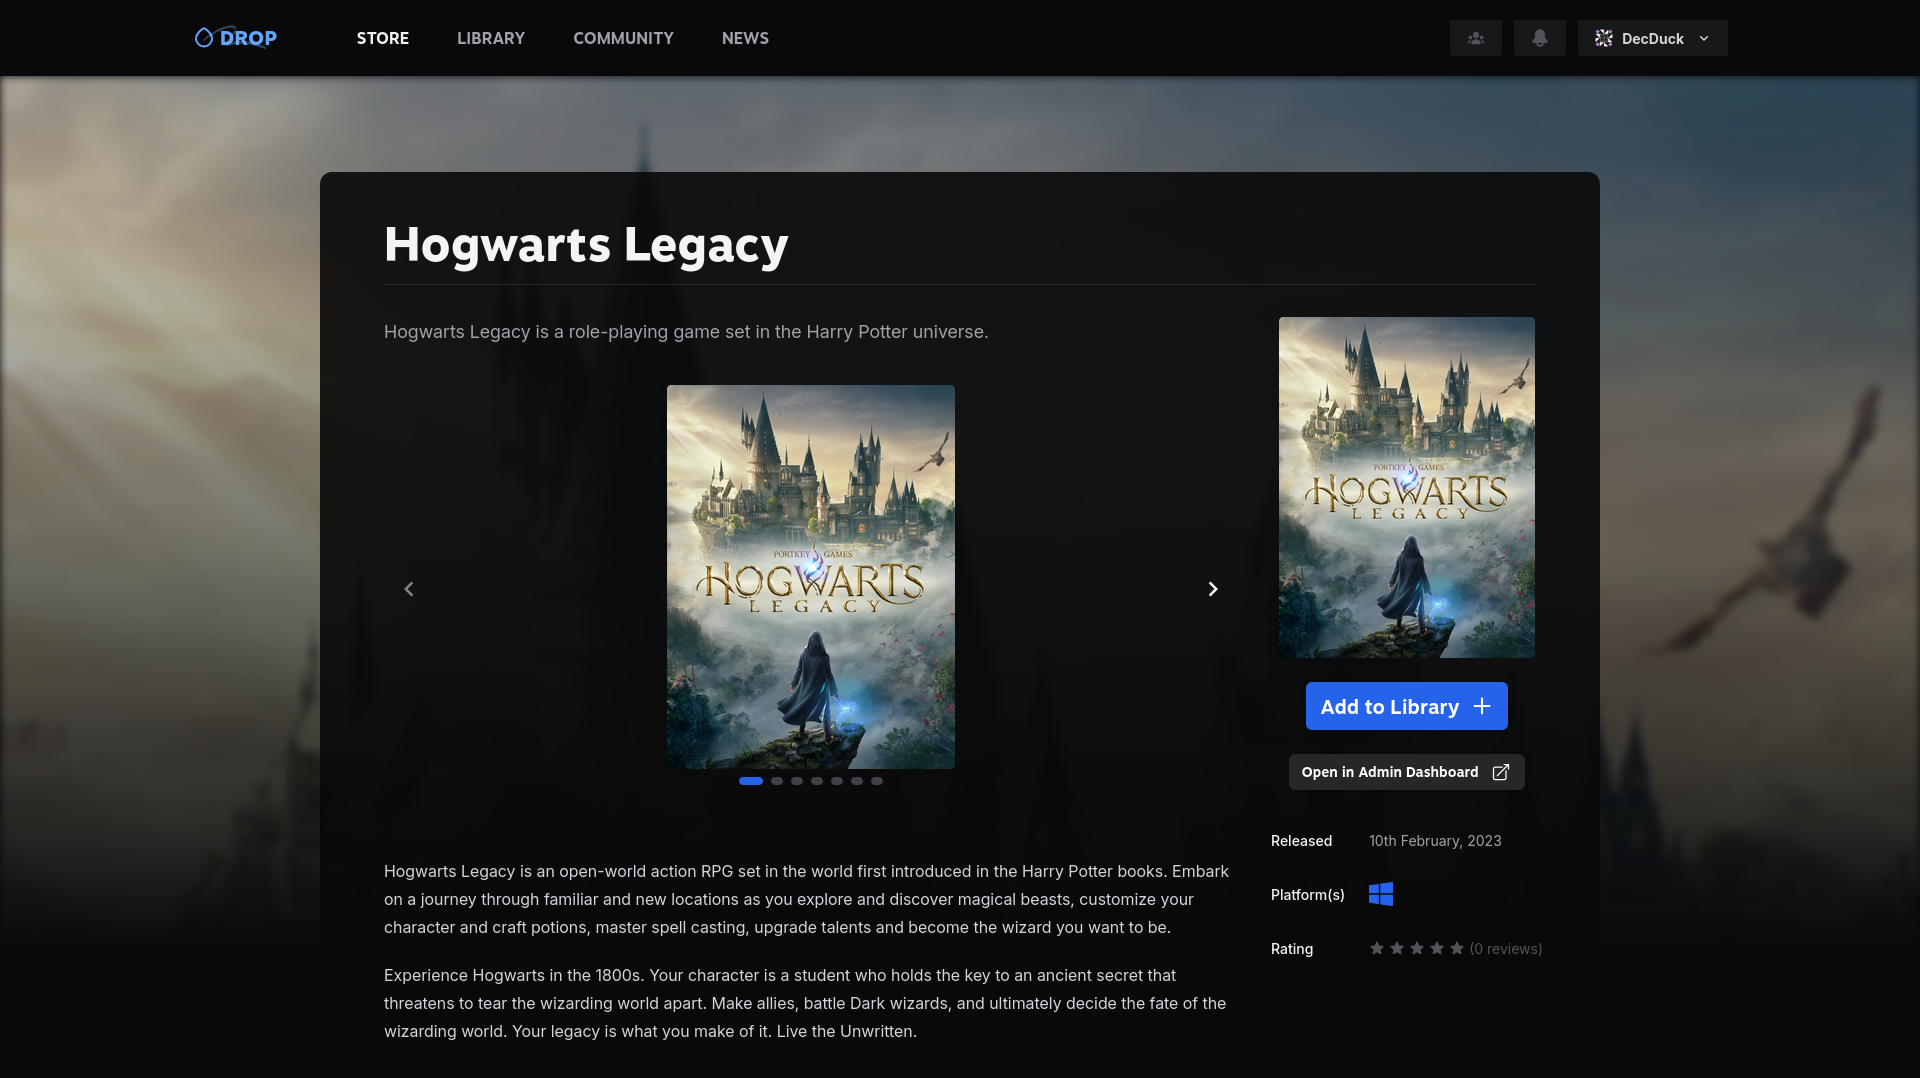 DROP
STORE
LIBRARY
COMMUNITY
NEWS
DecDuck
Hogwarts Legacy
Hogwarts Legacy is a role-playing game set in the Harry Potter universe.
PORTKEY GAMES
HOGWARTS
LEGACY
PORTKEY GAMES
HOGWARTS
LEGACY
Add to Library
Open in Admin Dashboard
Released 10th February, 2023
Platform(s)
Rating (0 reviews)
Hogwarts Legacy is an open-world action RPG set in the world first introduced in the Harry Potter books. Embark
on a journey through familiar and new locations as you explore and discover magical beasts, customize your
character and craft potions, master spell casting, upgrade talents and become the wizard you want to be.
Experience Hogwarts in the 1800s. Your character is a student who holds the key to an ancient secret that
threatens to tear the wizarding world apart. Make allies, battle Dark wizards, and ultimately decide the fate of the
wizarding world. Your legacy is what you make of it. Live the Unwritten.